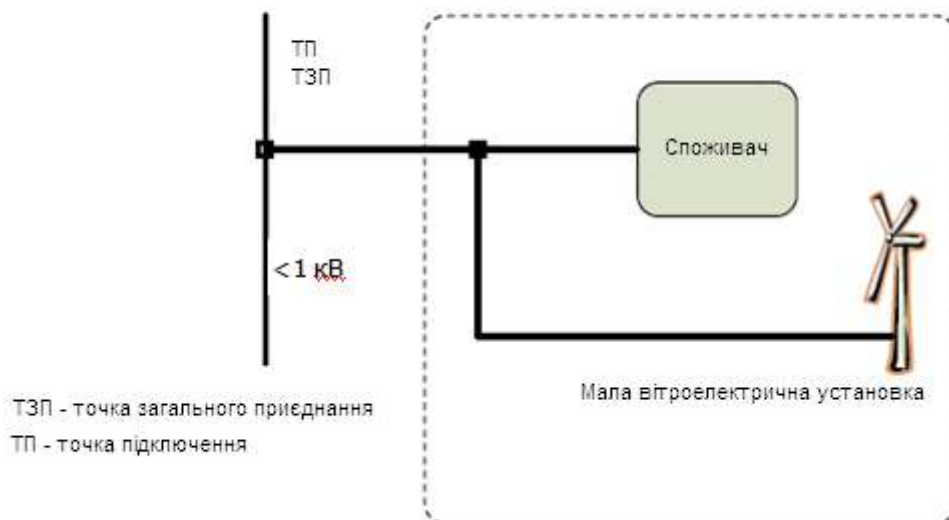 ТП
ТЗП
Споживач
<1 кВ
Мала вітроелектрична установка
ТЗП - точка загального приєднання
ТП - точка підключення